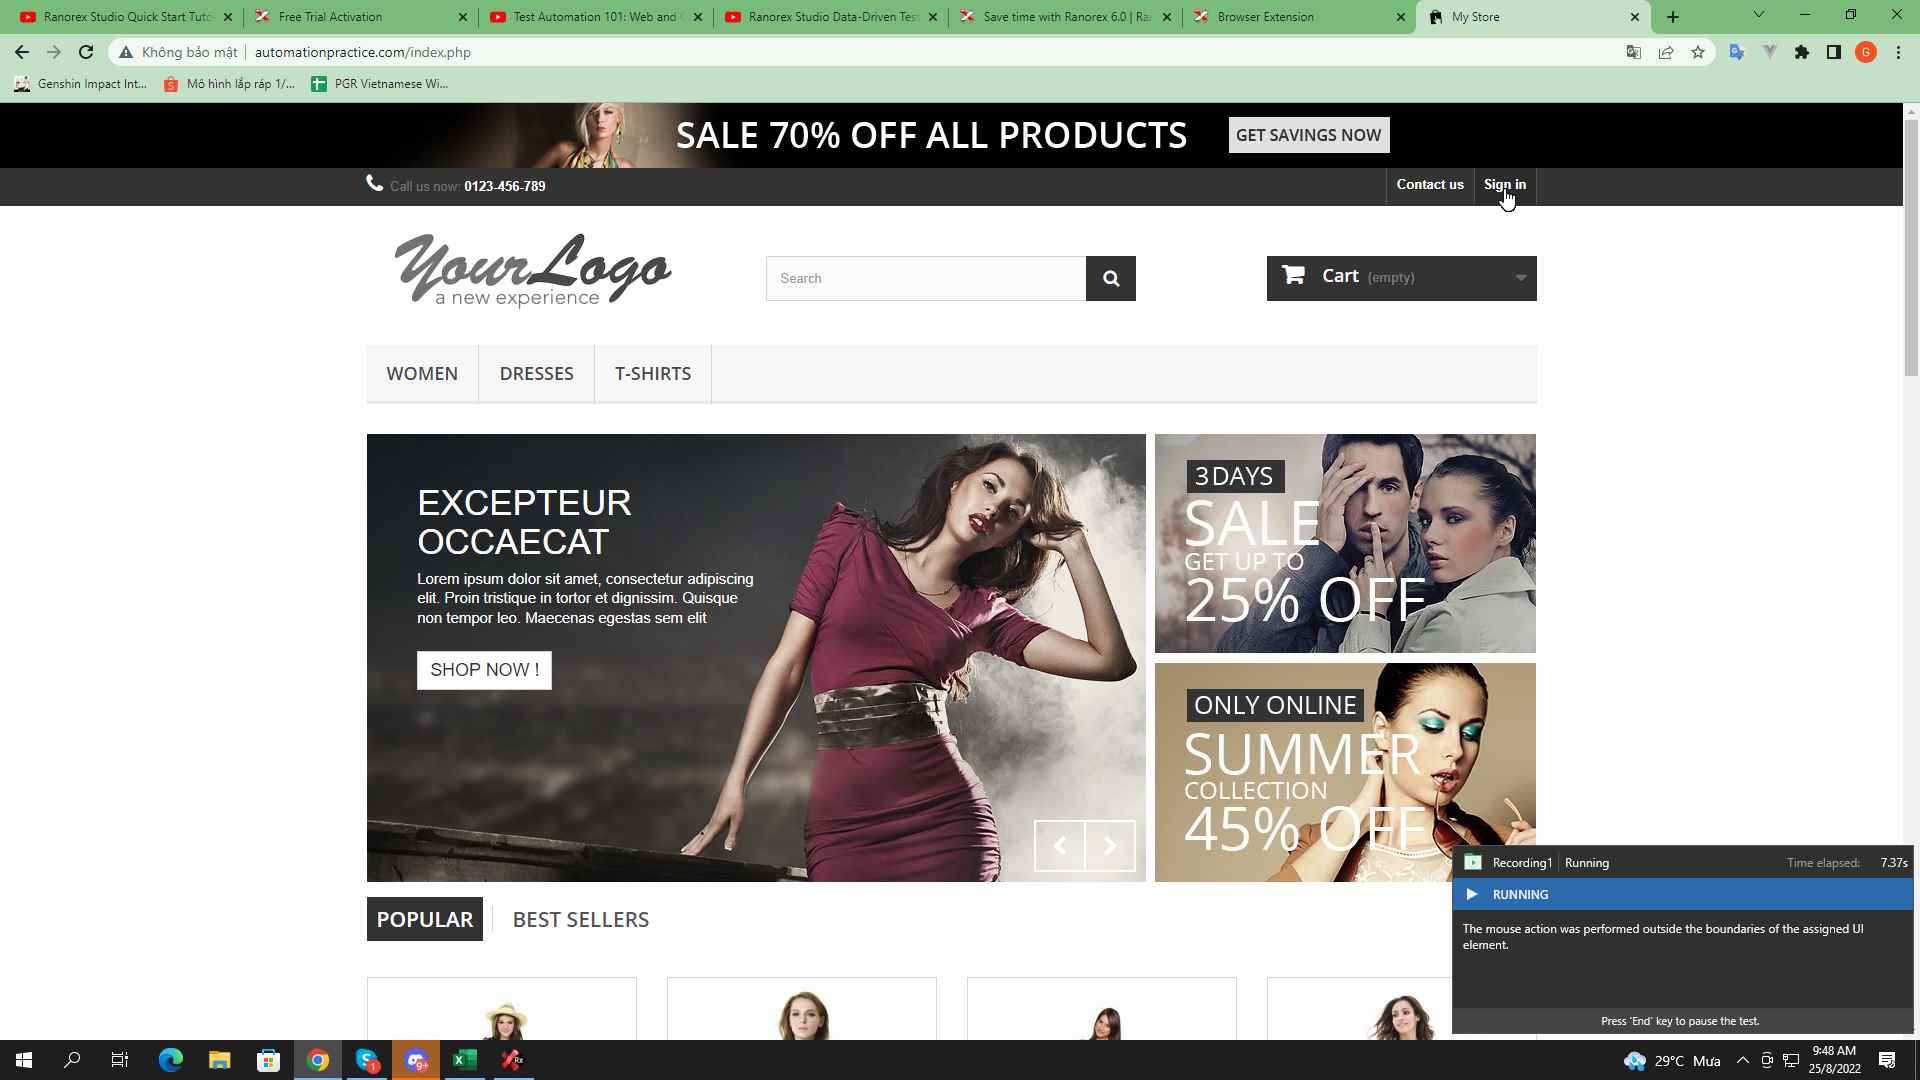 Ranorex Studio Quick Start Tuto
Free Trial Activation
Test Automation 101: Web and
Ranorex Studio Data-Driven Tes
Save time with Ranorex 6.0 | Ra
Browser Extension
My Store
Không bảo mật
automationpractice.com/index.php
G
Genshin Impact Int...
Mô hình lắp ráp 1/...
PGR Vietnamese Wi...
SALE 70% OFF ALL PRODUCTS
GET SAVINGS NOW
Call us now: 0123-456-789
Contact us
Sign in
YourLogo
a new experience
Search
Cart (empty)
WOMEN
DRESSES
T-SHIRTS
EXCEPTEUR
OCCAECAT
Lorem ipsum dolor sit amet, consectetur adipiscing
elit. Proin tristique in tortor et dignissim. Quisque
non tempor leo. Maecenas egestas sem elit
SHOP NOW !
3 DAYS
SALE
GET UP TO
25% OFF
ONLY ONLINE
SUMMER
COLLECTION
45% OFF
POPULAR
BEST SELLERS
Recording1
Running
Time elapsed:
7.37s
RUNNING
The mouse action was performed outside the boundaries of the assigned UI
element.
Press 'End' key to pause the test.
1
9+
Rx
29°C Mưa
9:48 AM
25/8/2022